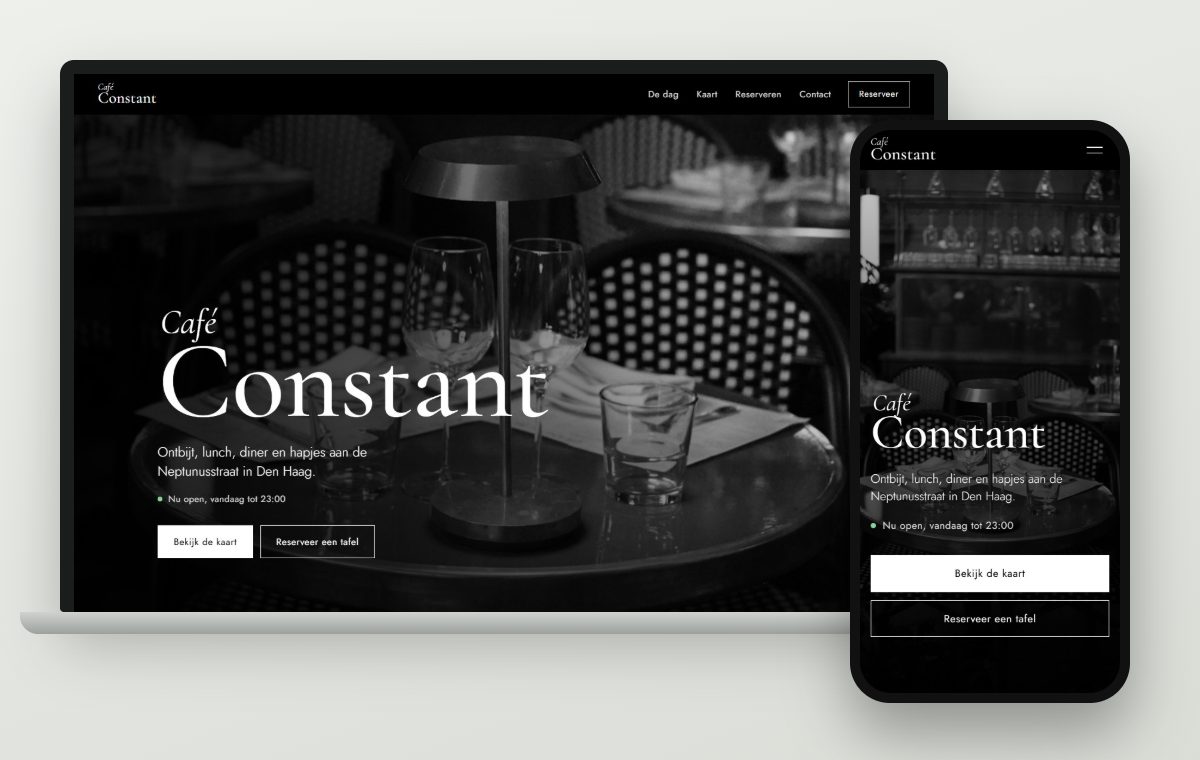 Café
Constant
De dag
Kaart
Reserveren
Contact
Reserveer
Café
Constant
Ontbijt, lunch, diner en hapjes aan de
Neptunusstraat in Den Haag.
Nu open, vandaag tot 23:00
Bekijk de kaart
Reserveer een tafel
Café
Constant
Café
Constant
Ontbijt, lunch, diner en hapjes aan de
Neptunusstraat in Den Haag.
Nu open, vandaag tot 23:00
Bekijk de kaart
Reserveer een tafel